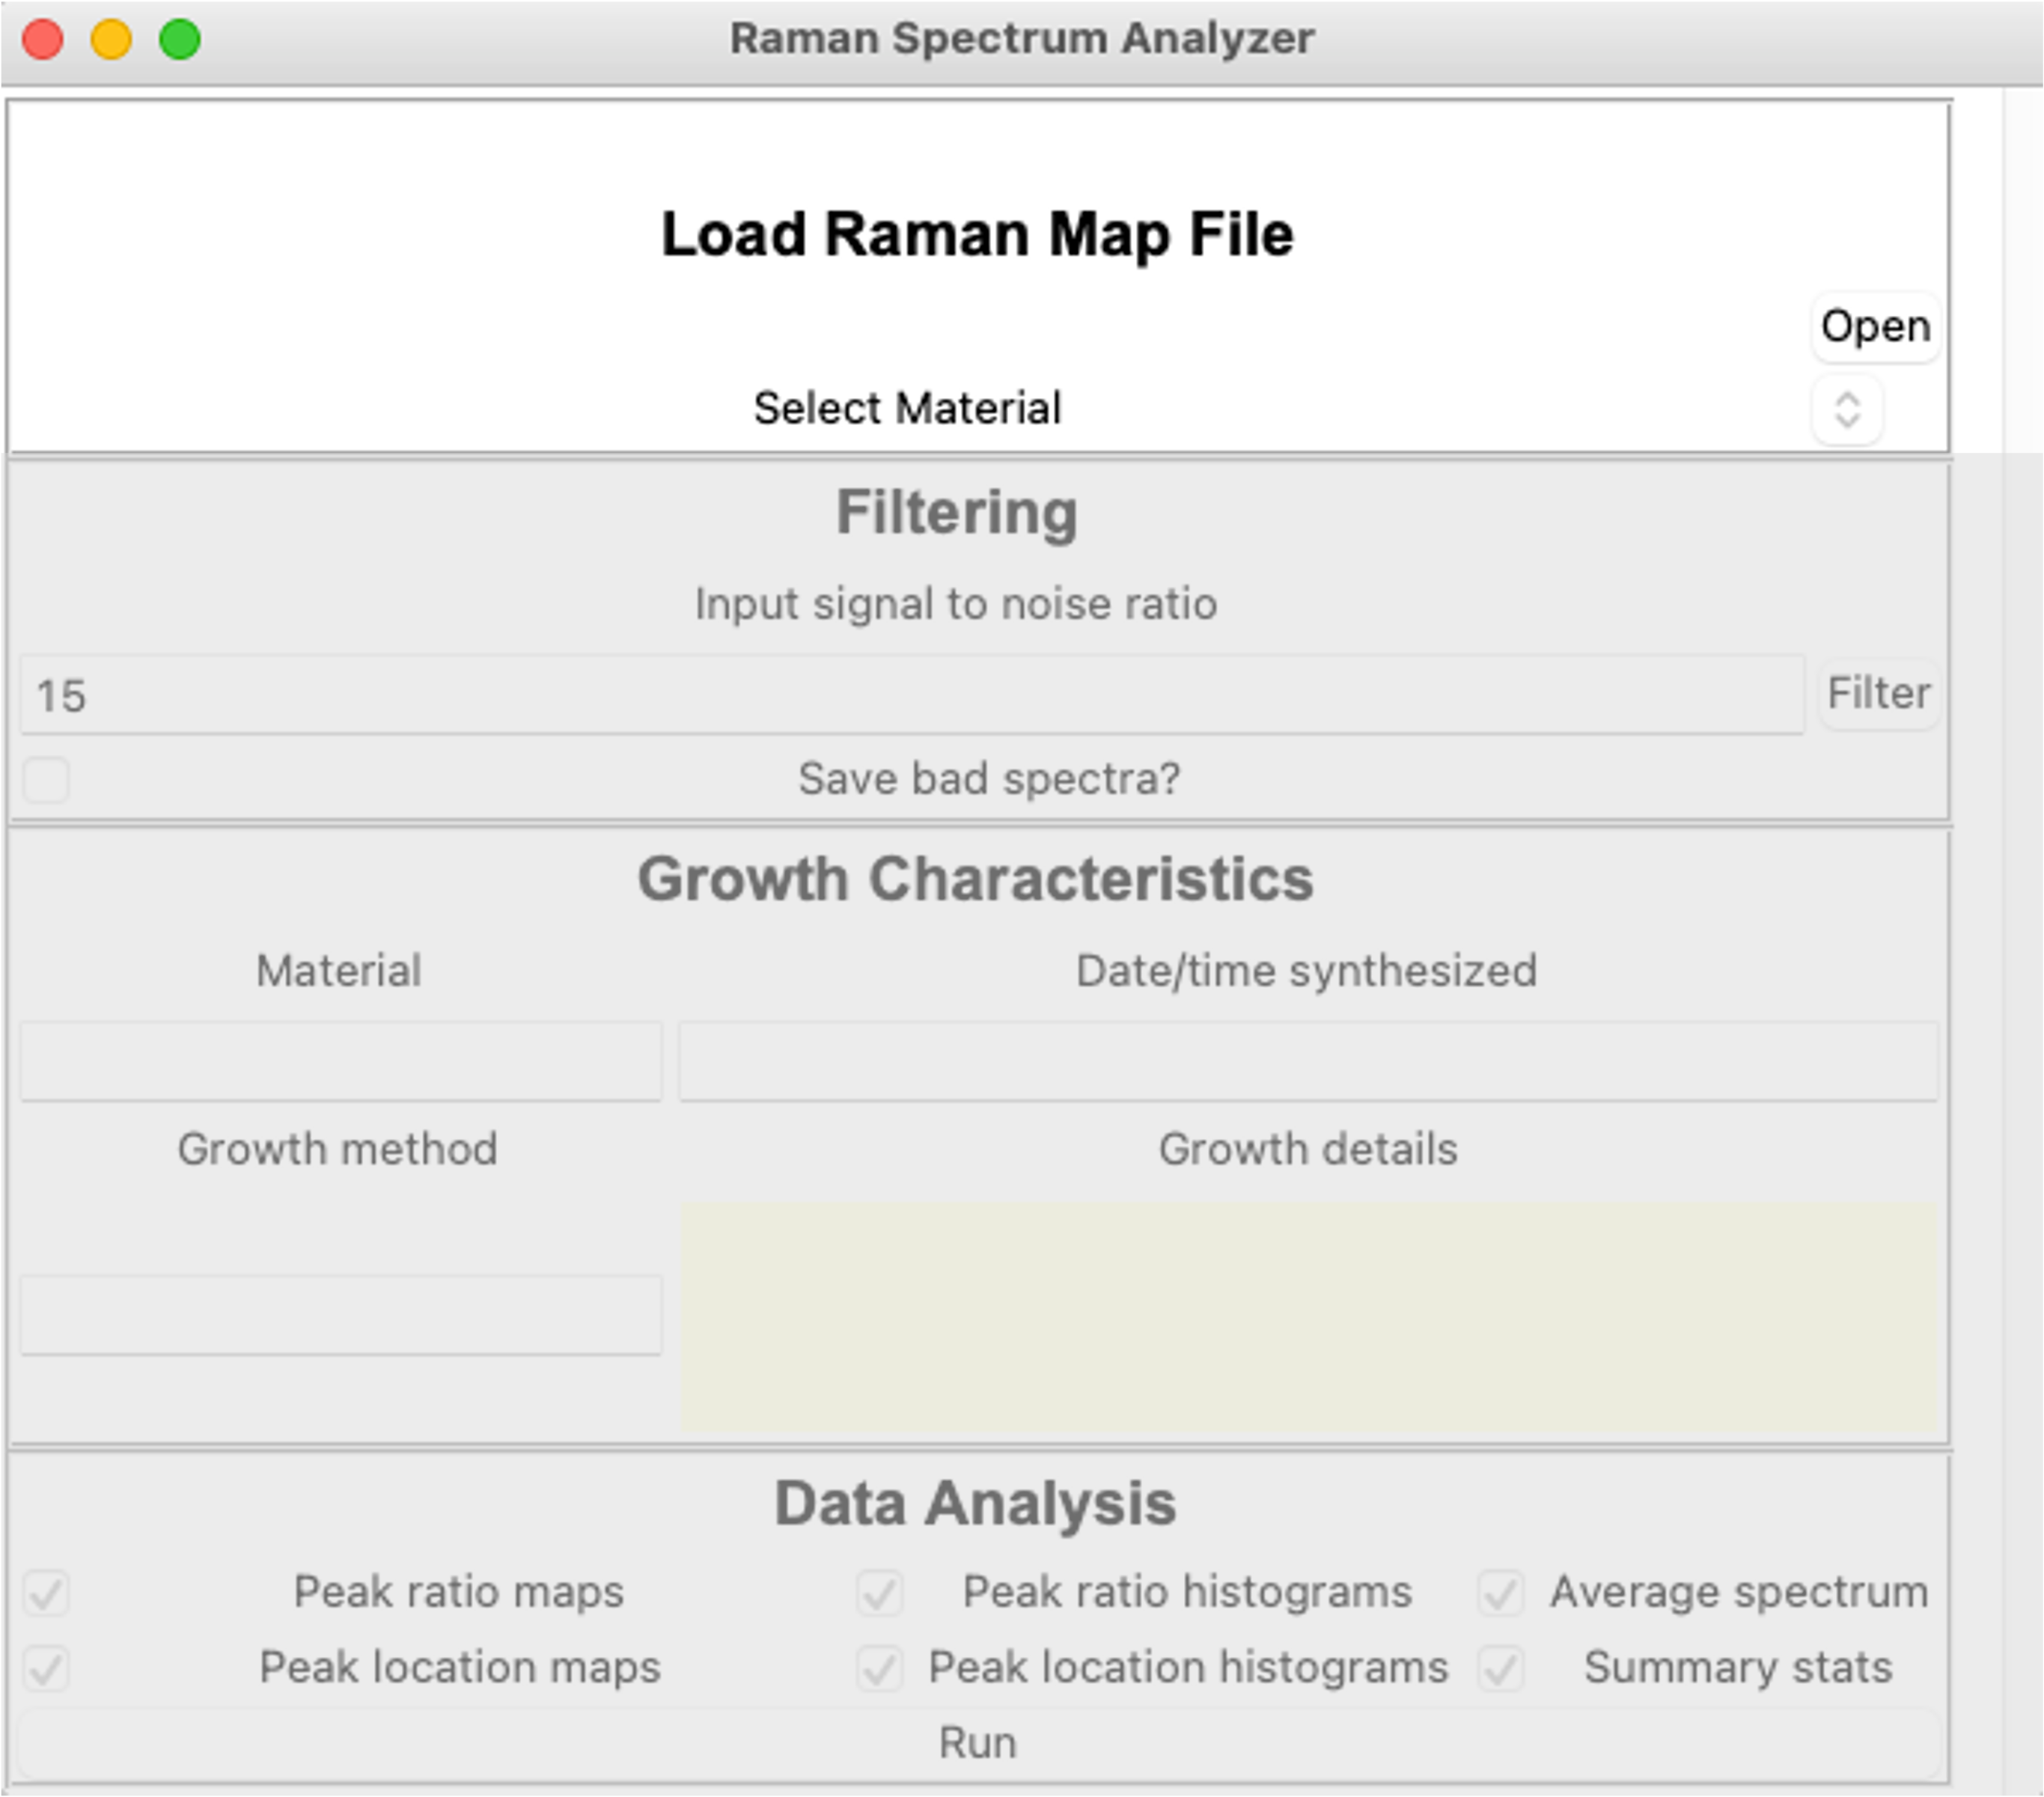 Raman Spectrum Analyzer
Load Raman Map File
Open
Select Material
Filtering
Input signal to noise ratio
15 Filter
Save bad spectra?
Growth Characteristics
Material Date/time synthesized
Growth method Growth details
Data Analysis
Peak ratio maps Peak ratio histograms Average spectrum
Peak location maps Peak location histograms Summary stats
Run